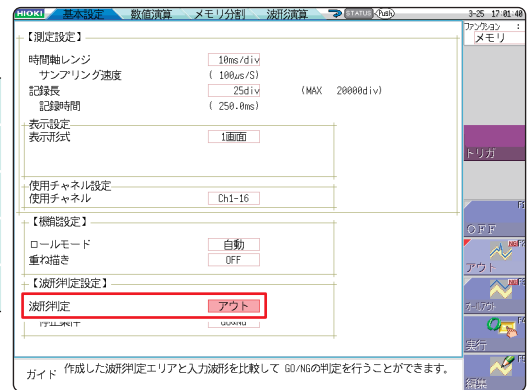 HIOKI 基本設定 数値演算 メモリ分割 波形演算 STATUS (Push) 3-25 17:01:40
ファンクション :
メモリ
【測定設定】
時間軸レンジ 10ms/div
サンプリング速度 ( 100μs/S)
記録長 25div (MAX 20000div)
記録時間 ( 250.0ms)
表示設定
表示形式 1画面
トリガ
使用チャネル設定
使用チャネル Ch1-16
【機能設定】
OFF
ロールモード 自動
重ね描き OFF
NG
アウト
【波形判定設定】
波形判定 アウト
NG
オールアウト
停止条件 GO&NG
実行
ガイド 作成した波形判定エリアと入力波形を比較して GO/NGの判定を行うことができます。
編集